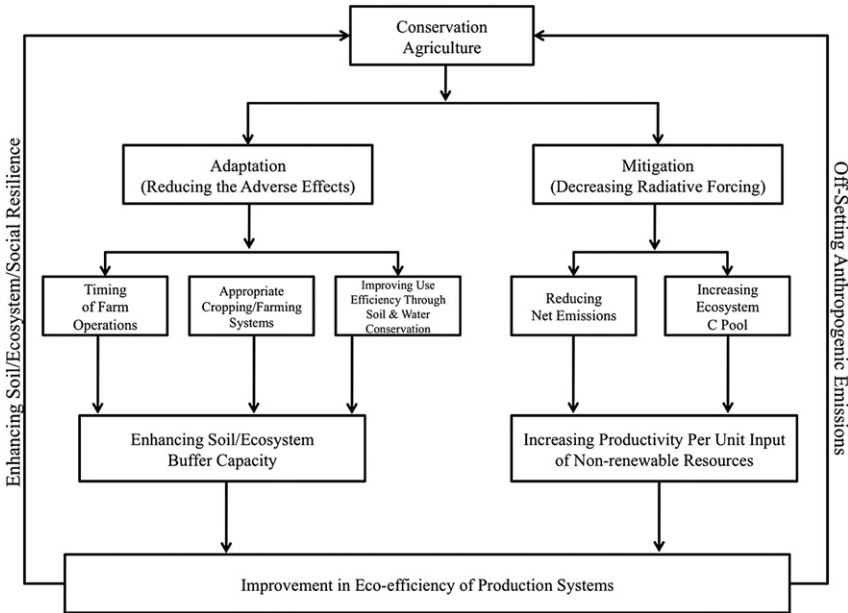 Conservation
Agriculture
Adaptation
(Reducing the Adverse Effects)
Mitigation
(Decreasing Radiative Forcing)
Timing
of Farm
Operations
Appropriate
Cropping/Farming
Systems
Improving Use
Efficiency Through
Soil & Water
Conservation
Reducing
Net Emissions
Increasing
Ecosystem
C Pool
Enhancing Soil/Ecosystem
Buffer Capacity
Increasing Productivity Per Unit Input
of Non-renewable Resources
Improvement in Eco-efficiency of Production Systems
Enhancing Soil/Ecosystem/Social Resilience
Off-Setting Anthropogenic Emissions